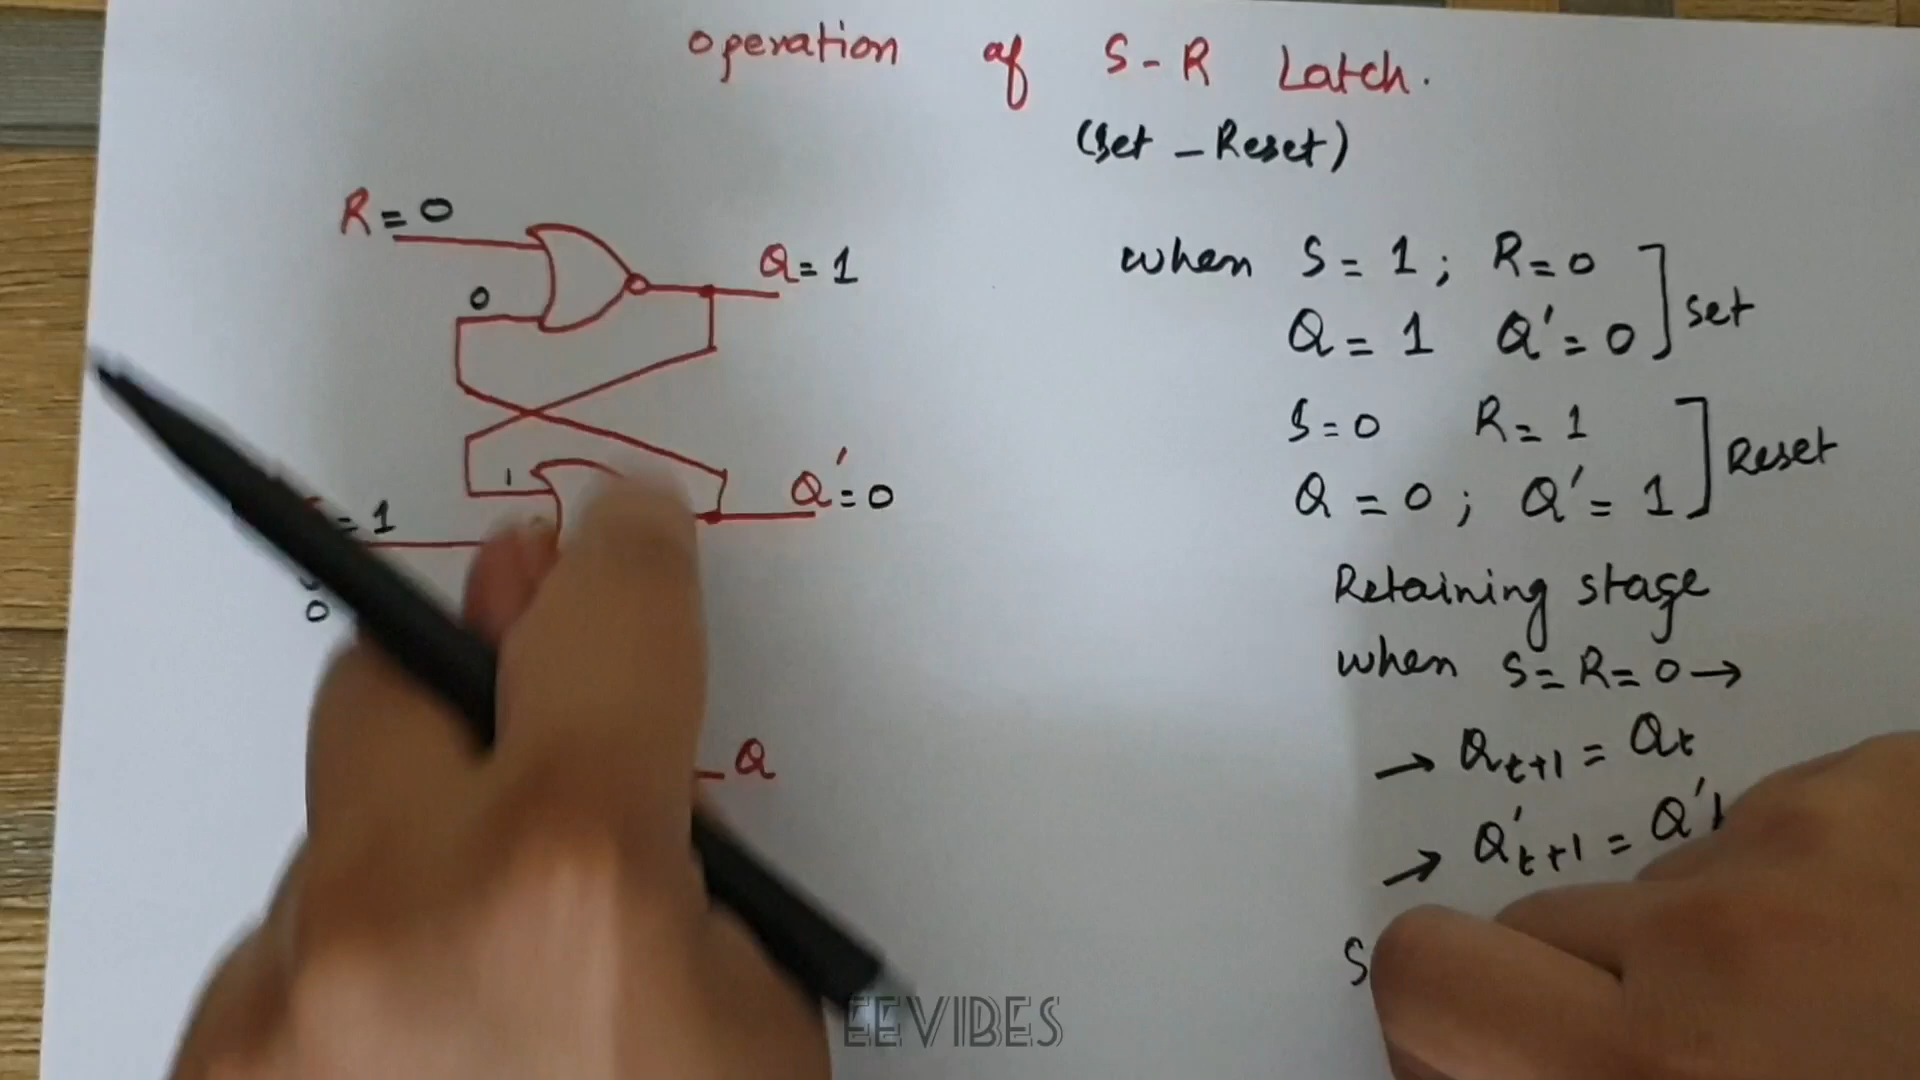 operation of S-R Latch.
(Set - Reset)
R = 0
0
Q = 1
1
= 1
Q' = 0
0
Q
when S = 1 ; R = 0
Q = 1 Q' = 0
] set
S = 0 R = 1
Q = 0 ; Q' = 1
] Reset
Retaining stage
when S = R = 0 →
→ Qt+1 = Qt
→ Q't+1 = Q'
S
EEVIBES